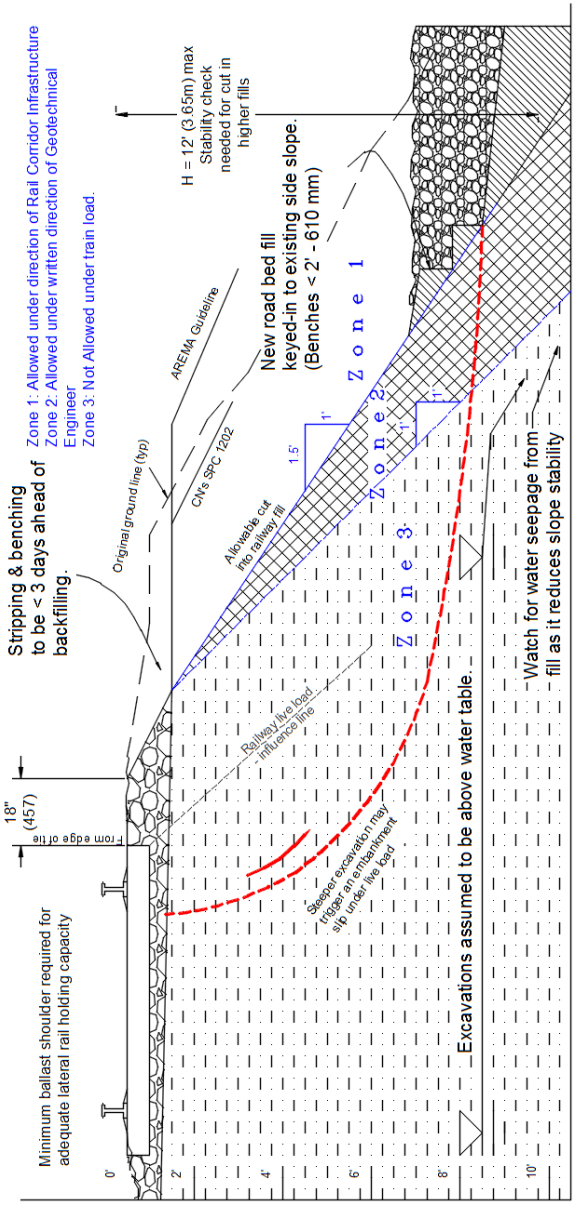 Stripping & benching
to be < 3 days ahead of
backfilling.
Zone 1: Allowed under direction of Rail Corridor Infrastructure
Zone 2: Allowed under written direction of Geotechnical
Engineer
Zone 3: Not Allowed under train load.
18"
(457)
From edge of tie
Minimum ballast shoulder required for
adequate lateral rail holding capacity
Original ground line (typ)
AREMA Guideline
CN's SPC 1202
H = 12' (3.65m) max
Stability check
needed for cut in
higher fills
New road bed fill
keyed-in to existing side slope.
(Benches < 2' - 610 mm)
Allowable cut
into railway fill
1.5'
1'
Zone 1
Zone 2
1'
1'
Zone 3
Railway live load
- influence line
Steeper excavation may
trigger an embankment
slip under live load
Excavations assumed to be above water table.
Watch for water seepage from
fill as it reduces slope stability
0'
2'
4'
6'
8'
10'